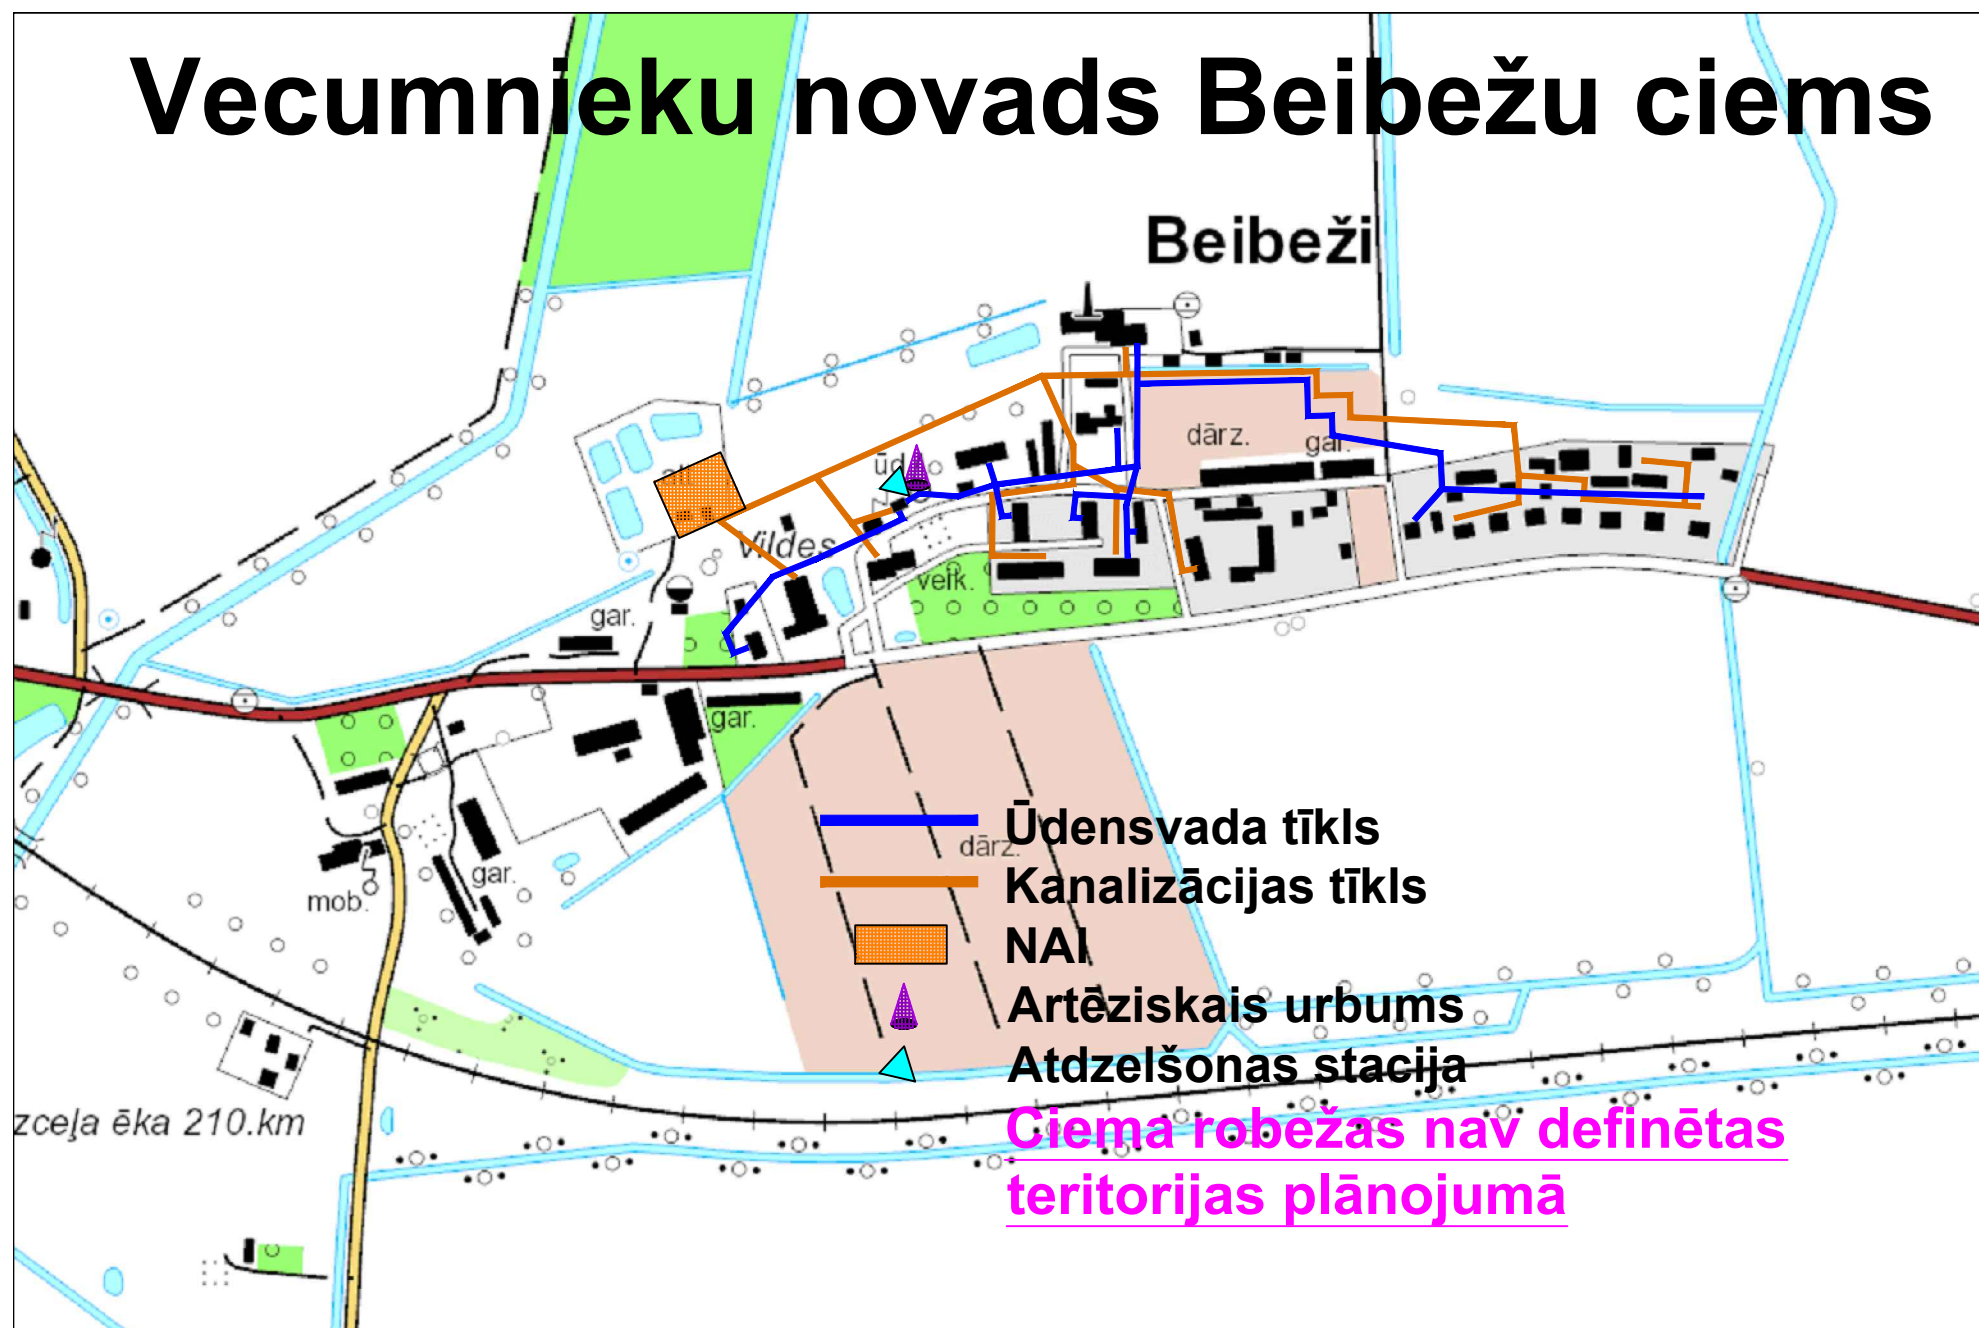 Vecumnieku novads Beibežu ciems
Beibeži
dārz.
gar.
ūd
Vildes
veik.
gar.
gar.
Ūdensvada tīkls
dārz.
Kanalizācijas tīkls
gar.
mob.
NAI
Artēziskais urbums
Atdzelšonas stacija
zceļa ēka 210.km
Ciema robežas nav definētas
teritorijas plānojumā